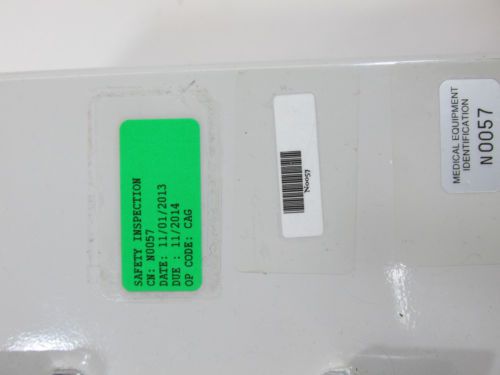 SAFETY INSPECTION
CN: N0057
DATE: 11/01/2013
DUE : 11/2014
OP CODE: CAG
N0057
MEDICAL EQUIPMENT
IDENTIFICATION
N0057